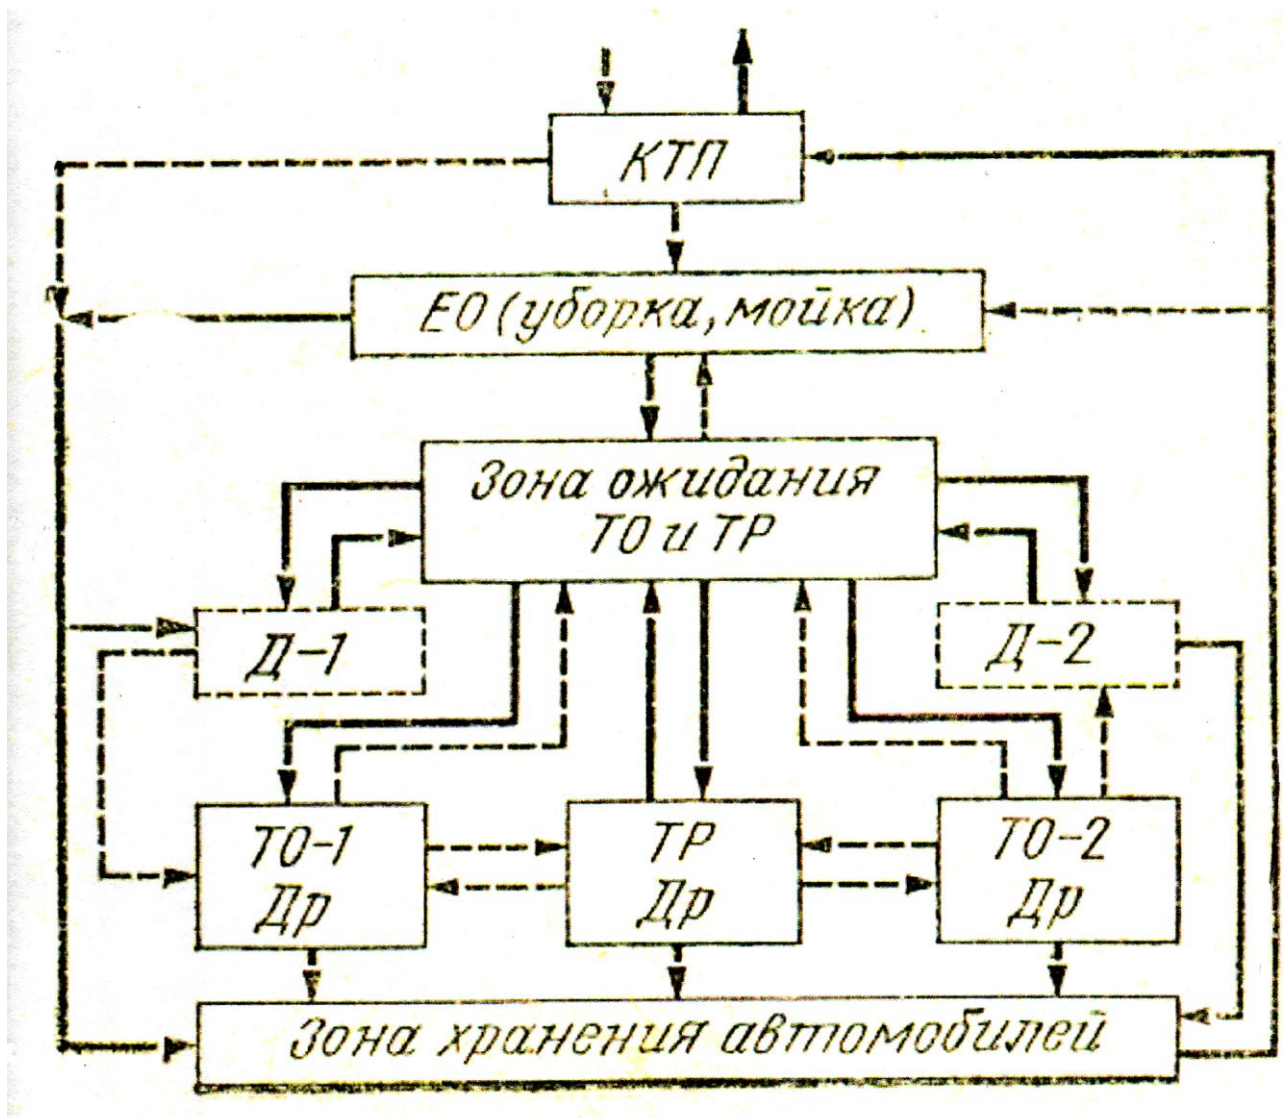 КТП
ЕО (уборка, мойка)
Зона ожидания
ТО и ТР
Д-1
Д-2
ТО-1
Др
ТР
Др
ТО-2
Др
Зона хранения автомобилей